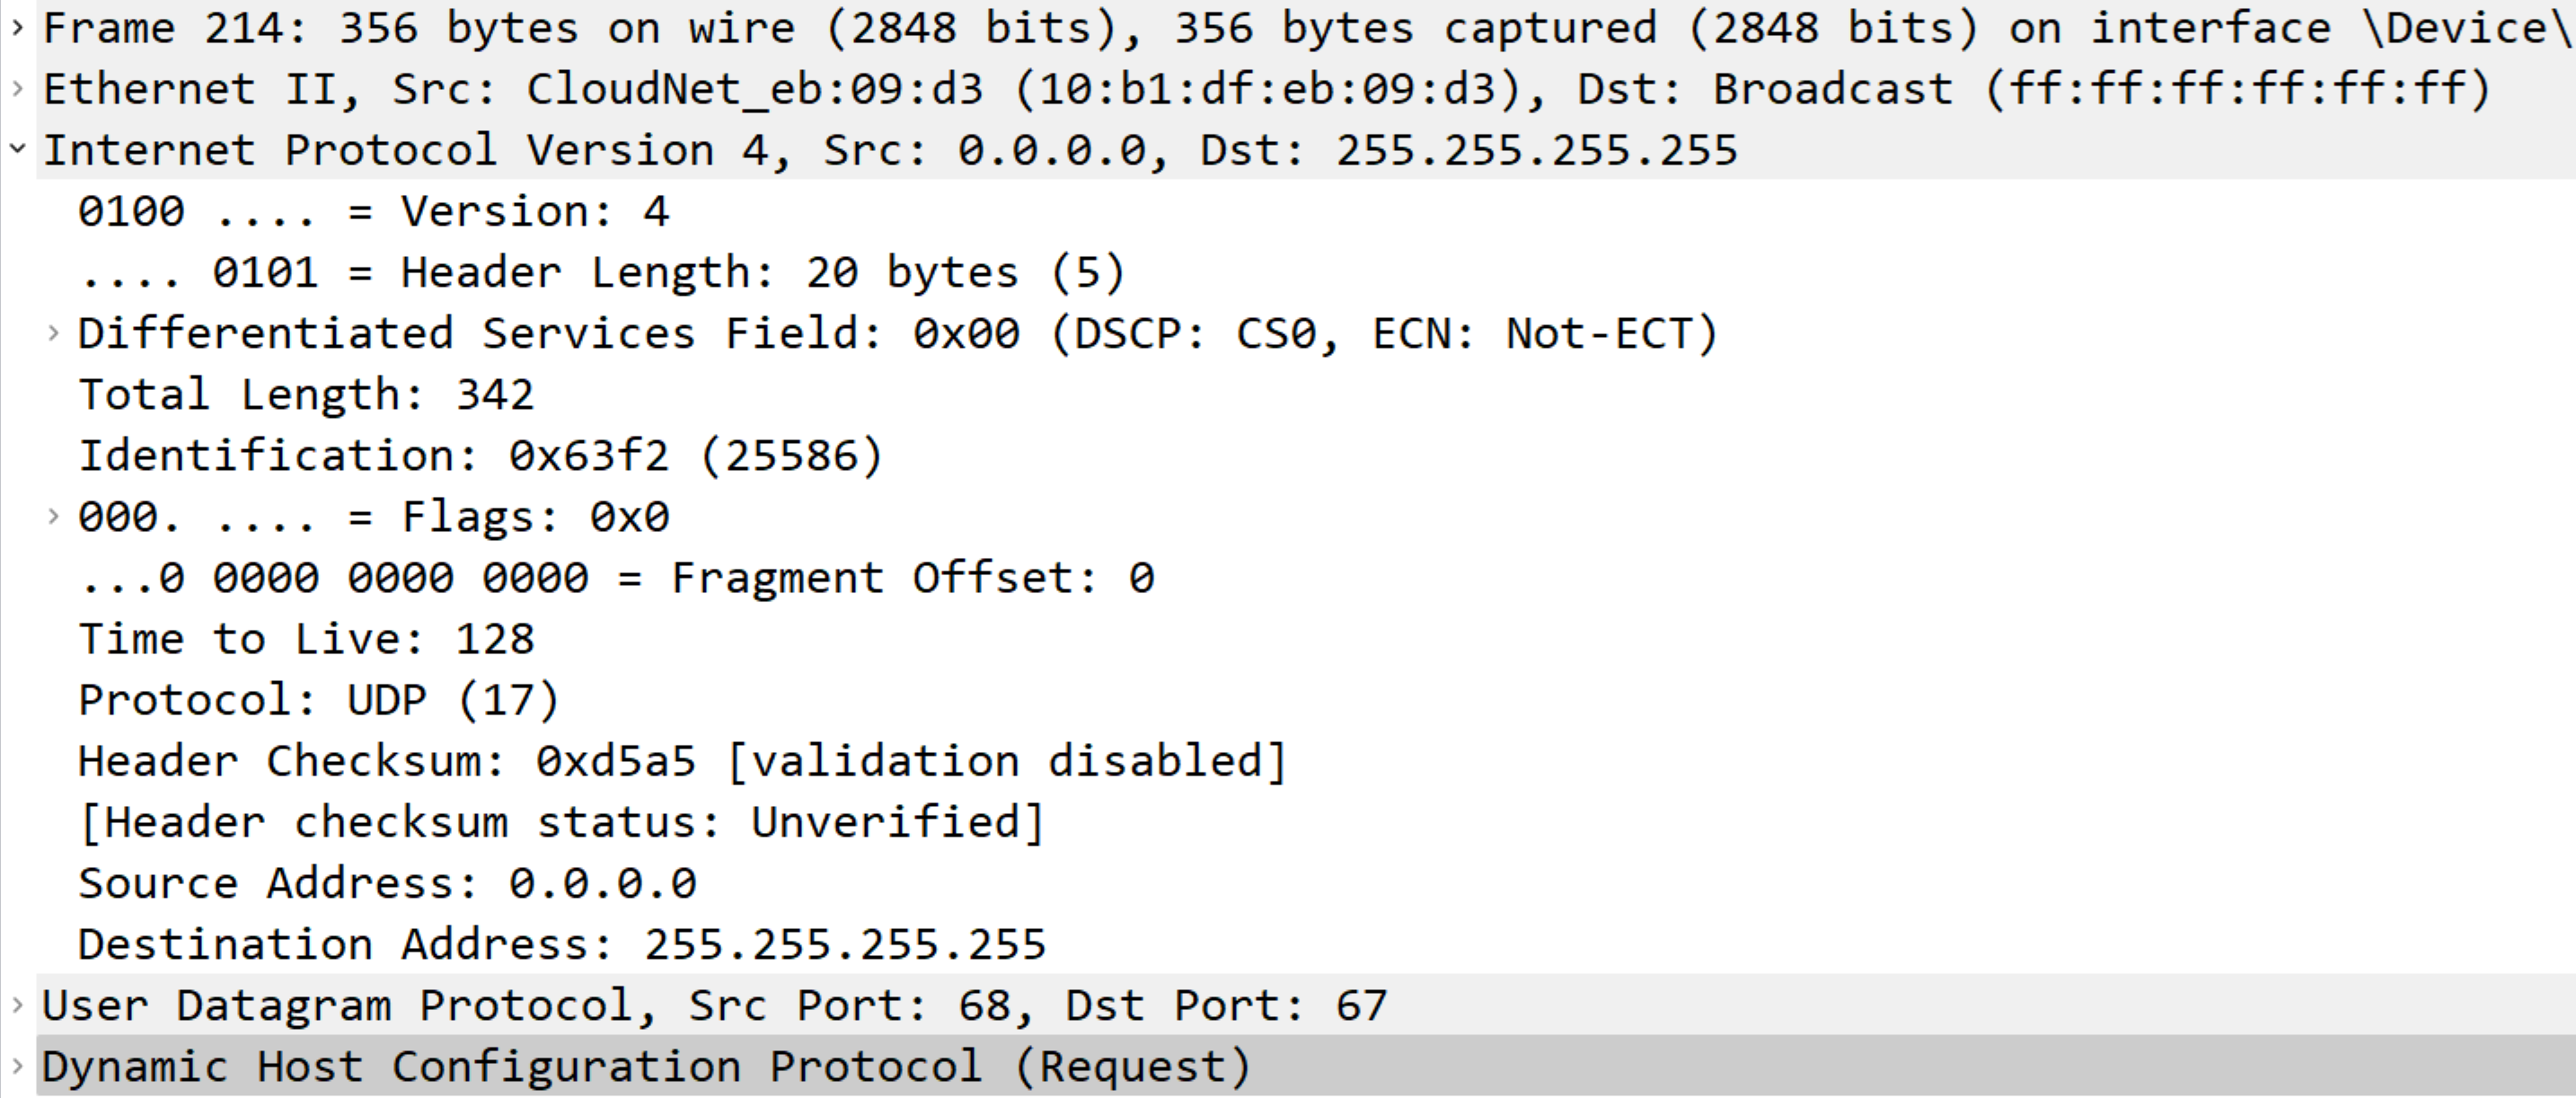 Frame 214: 356 bytes on wire (2848 bits), 356 bytes captured (2848 bits) on interface \Device\
Ethernet II, Src: CloudNet_eb:09:d3 (10:b1:df:eb:09:d3), Dst: Broadcast (ff:ff:ff:ff:ff:ff)
Internet Protocol Version 4, Src: 0.0.0.0, Dst: 255.255.255.255
0100 .... = Version: 4
.... 0101 = Header Length: 20 bytes (5)
Differentiated Services Field: 0x00 (DSCP: CS0, ECN: Not-ECT)
Total Length: 342
Identification: 0x63f2 (25586)
000. .... = Flags: 0x0
...0 0000 0000 0000 = Fragment Offset: 0
Time to Live: 128
Protocol: UDP (17)
Header Checksum: 0xd5a5 [validation disabled]
[Header checksum status: Unverified]
Source Address: 0.0.0.0
Destination Address: 255.255.255.255
User Datagram Protocol, Src Port: 68, Dst Port: 67
Dynamic Host Configuration Protocol (Request)